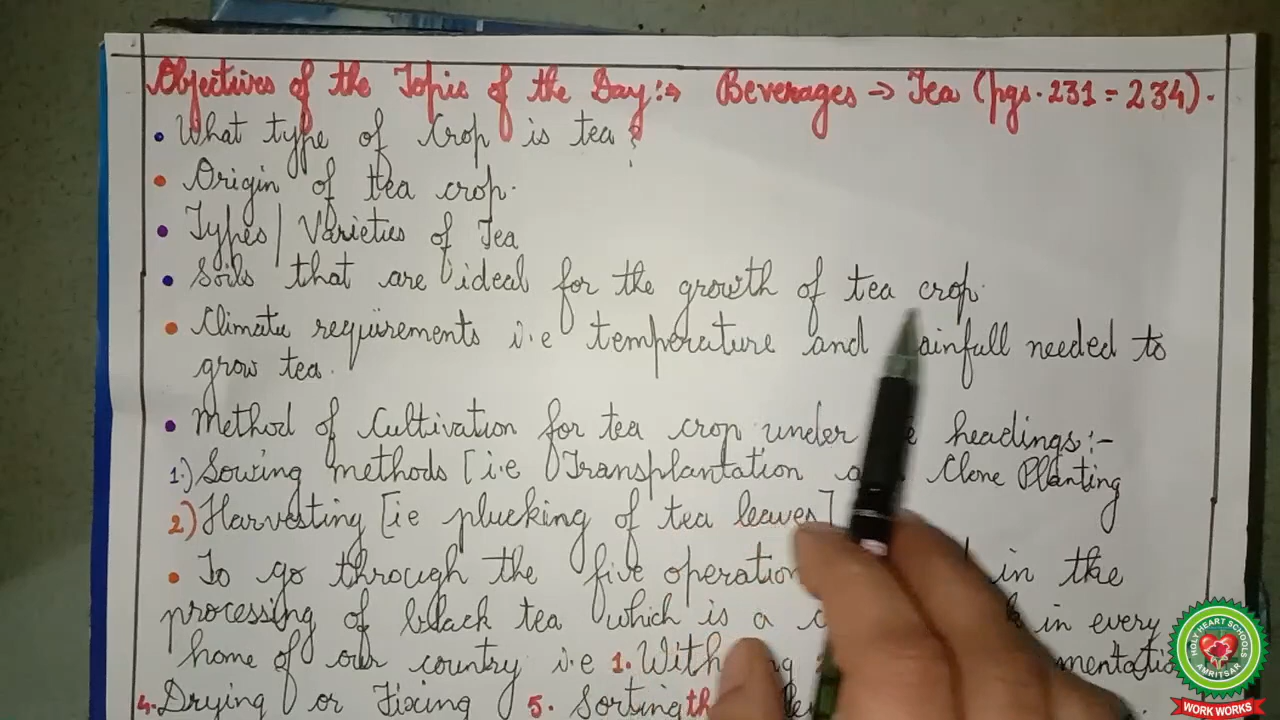 Objectives of the Topic of the Day:→ Beverages → Tea (pgs. 231 = 234).
• What type of crop is tea?
• Origin of tea crop.
• Types/ Varieties of Tea
• Soils that are ideal for the growth of tea crop.
• Climate requirements i.e temperature and ainfall needed to
grow tea.
• Method of Cultivation for tea crop under headings:-
1.) Sowing methods [i.e Transplantation Clone Planting
2) Harvesting [ie plucking of tea leaves]
• To go through the five operation in the
processing of black tea which is a in every
home of our country i.e 1. With g mentatio
4. Drying or Fixing 5. Sorting th
HOLY HEART SCHOOLS
AMRITSAR
WORK WORKS